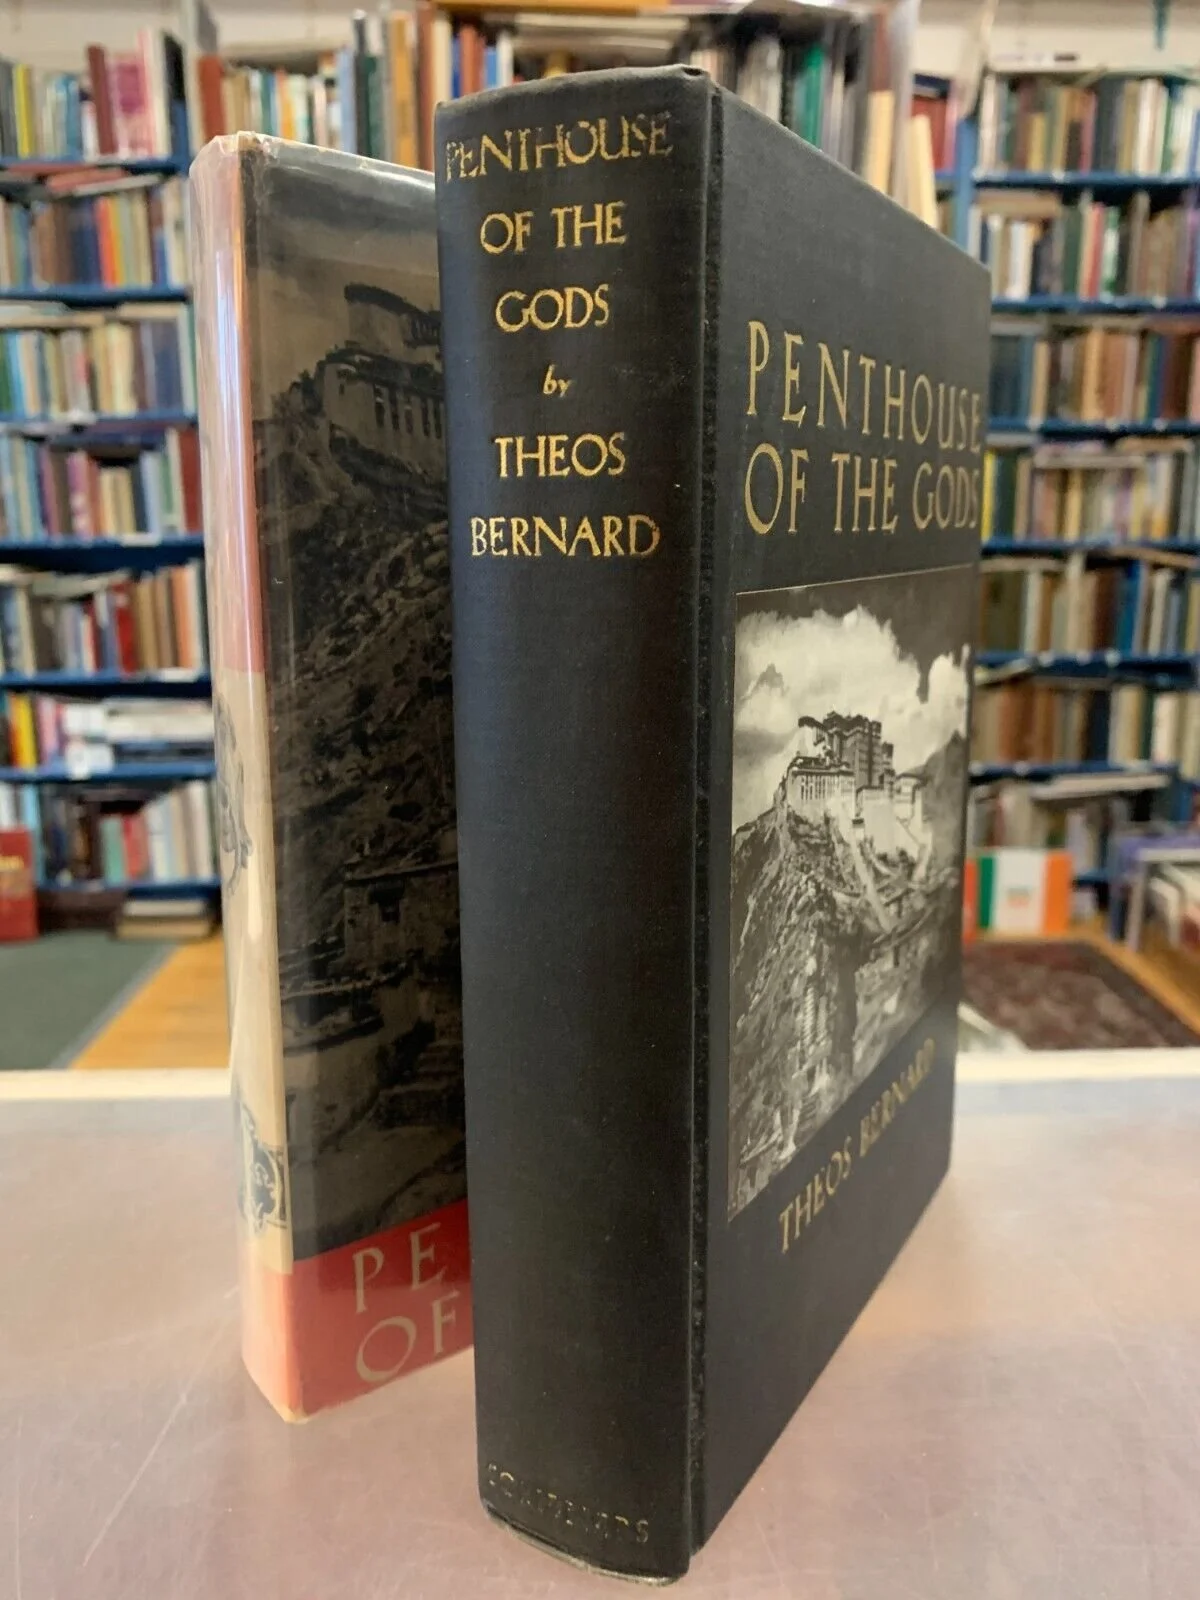 PENTHOUSE
OF THE
GODS
by
THEOS
BERNARD
SCRIBNERS
PENTHOUSE
OF THE GODS
THEOS BERNARD
PE
OF